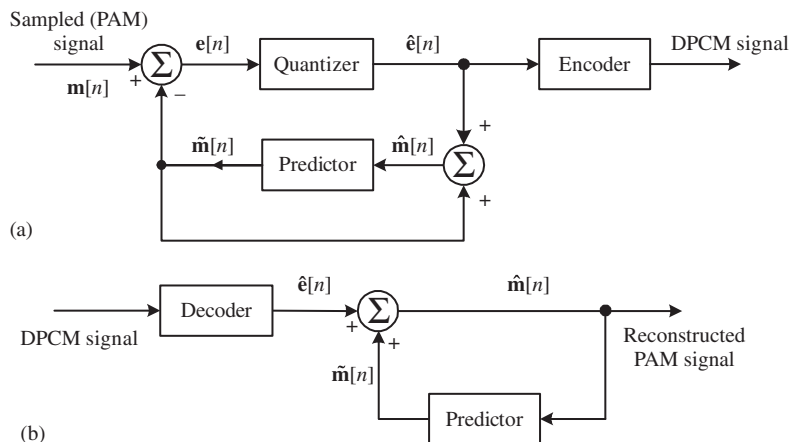 Sampled (PAM)
signal
m[n]
+
Σ
−
e[n]
Quantizer
ê[n]
Encoder
DPCM signal
+
m̃[n]
Predictor
m̂[n]
Σ
+
(a)
DPCM signal
Decoder
ê[n]
+
Σ
+
m̂[n]
Reconstructed
PAM signal
m̃[n]
Predictor
(b)